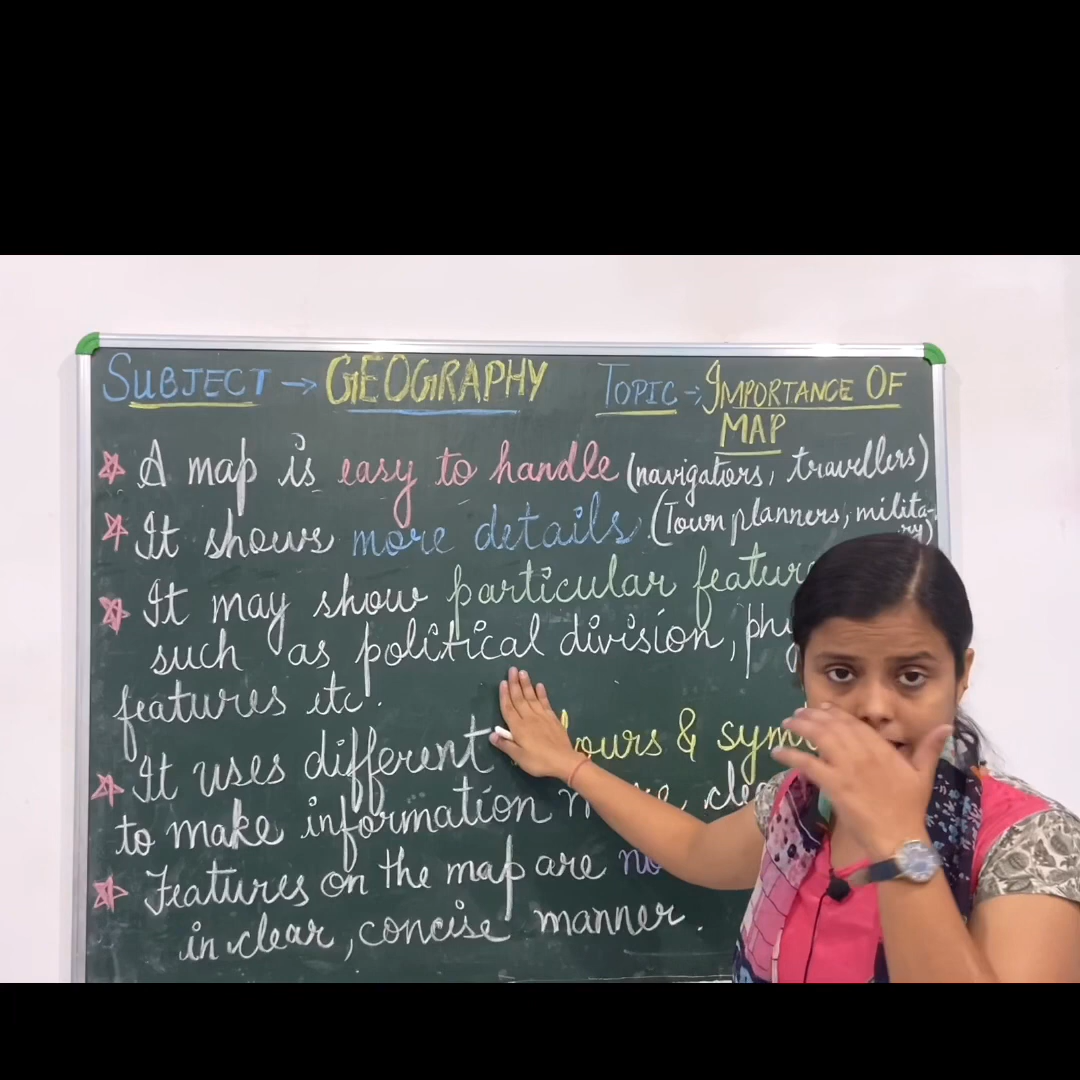 SUBJECT → GEOGRAPHY TOPIC → IMPORTANCE OF
MAP
☆ A map is easy to handle (navigators, travellers)
☆ It shows more details (Town planners, milita-
ry)
☆ It may show particular
such as political division,
features etc.
☆ It uses different & 
to make information
☆ Features on the map are
in clear, concise manner.